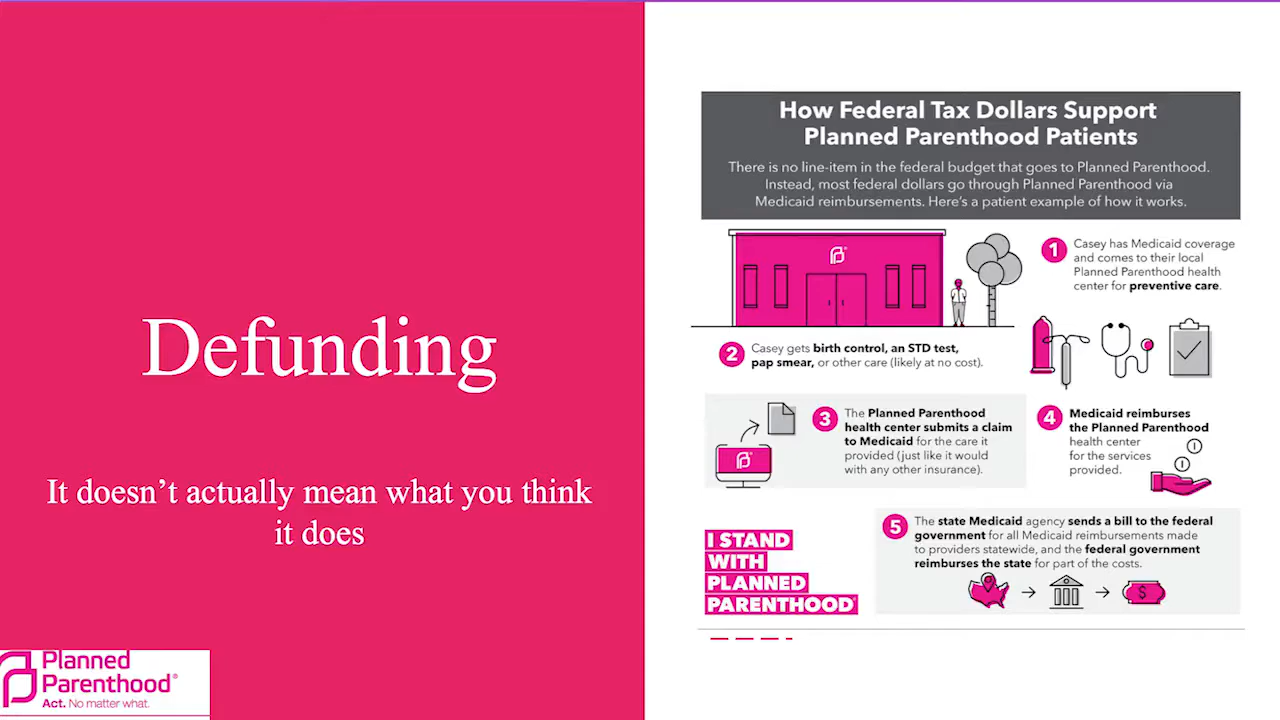 Defunding
It doesn’t actually mean what you think
it does
Planned
Parenthood®
Act. No matter what.
How Federal Tax Dollars Support
Planned Parenthood Patients
There is no line-item in the federal budget that goes to Planned Parenthood.
Instead, most federal dollars go through Planned Parenthood via
Medicaid reimbursements. Here’s a patient example of how it works.
1
Casey has Medicaid coverage
and comes to their local
Planned Parenthood health
center for preventive care.
2
Casey gets birth control, an STD test,
pap smear, or other care (likely at no cost).
3
The Planned Parenthood
health center submits a claim
to Medicaid for the care it
provided (just like it would
with any other insurance).
4
Medicaid reimburses
the Planned Parenthood
health center
for the services
provided.
5
The state Medicaid agency sends a bill to the federal
government for all Medicaid reimbursements made
to providers statewide, and the federal government
reimburses the state for part of the costs.
$
I STAND
WITH
PLANNED
PARENTHOOD